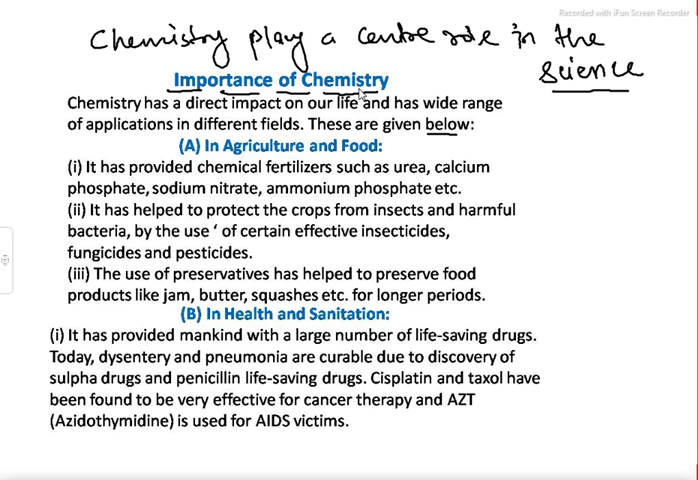 Recorded with iFun Screen Recorder
Chemistry play a centre role in the
science
Importance of Chemistry
Chemistry has a direct impact on our life and has wide range
of applications in different fields. These are given below:
(A) In Agriculture and Food:
(i) It has provided chemical fertilizers such as urea, calcium
phosphate, sodium nitrate, ammonium phosphate etc.
(ii) It has helped to protect the crops from insects and harmful
bacteria, by the use ‘ of certain effective insecticides,
fungicides and pesticides.
(iii) The use of preservatives has helped to preserve food
products like jam, butter, squashes etc. for longer periods.
(B) In Health and Sanitation:
(i) It has provided mankind with a large number of life-saving drugs.
Today, dysentery and pneumonia are curable due to discovery of
sulpha drugs and penicillin life-saving drugs. Cisplatin and taxol have
been found to be very effective for cancer therapy and AZT
(Azidothymidine) is used for AIDS victims.